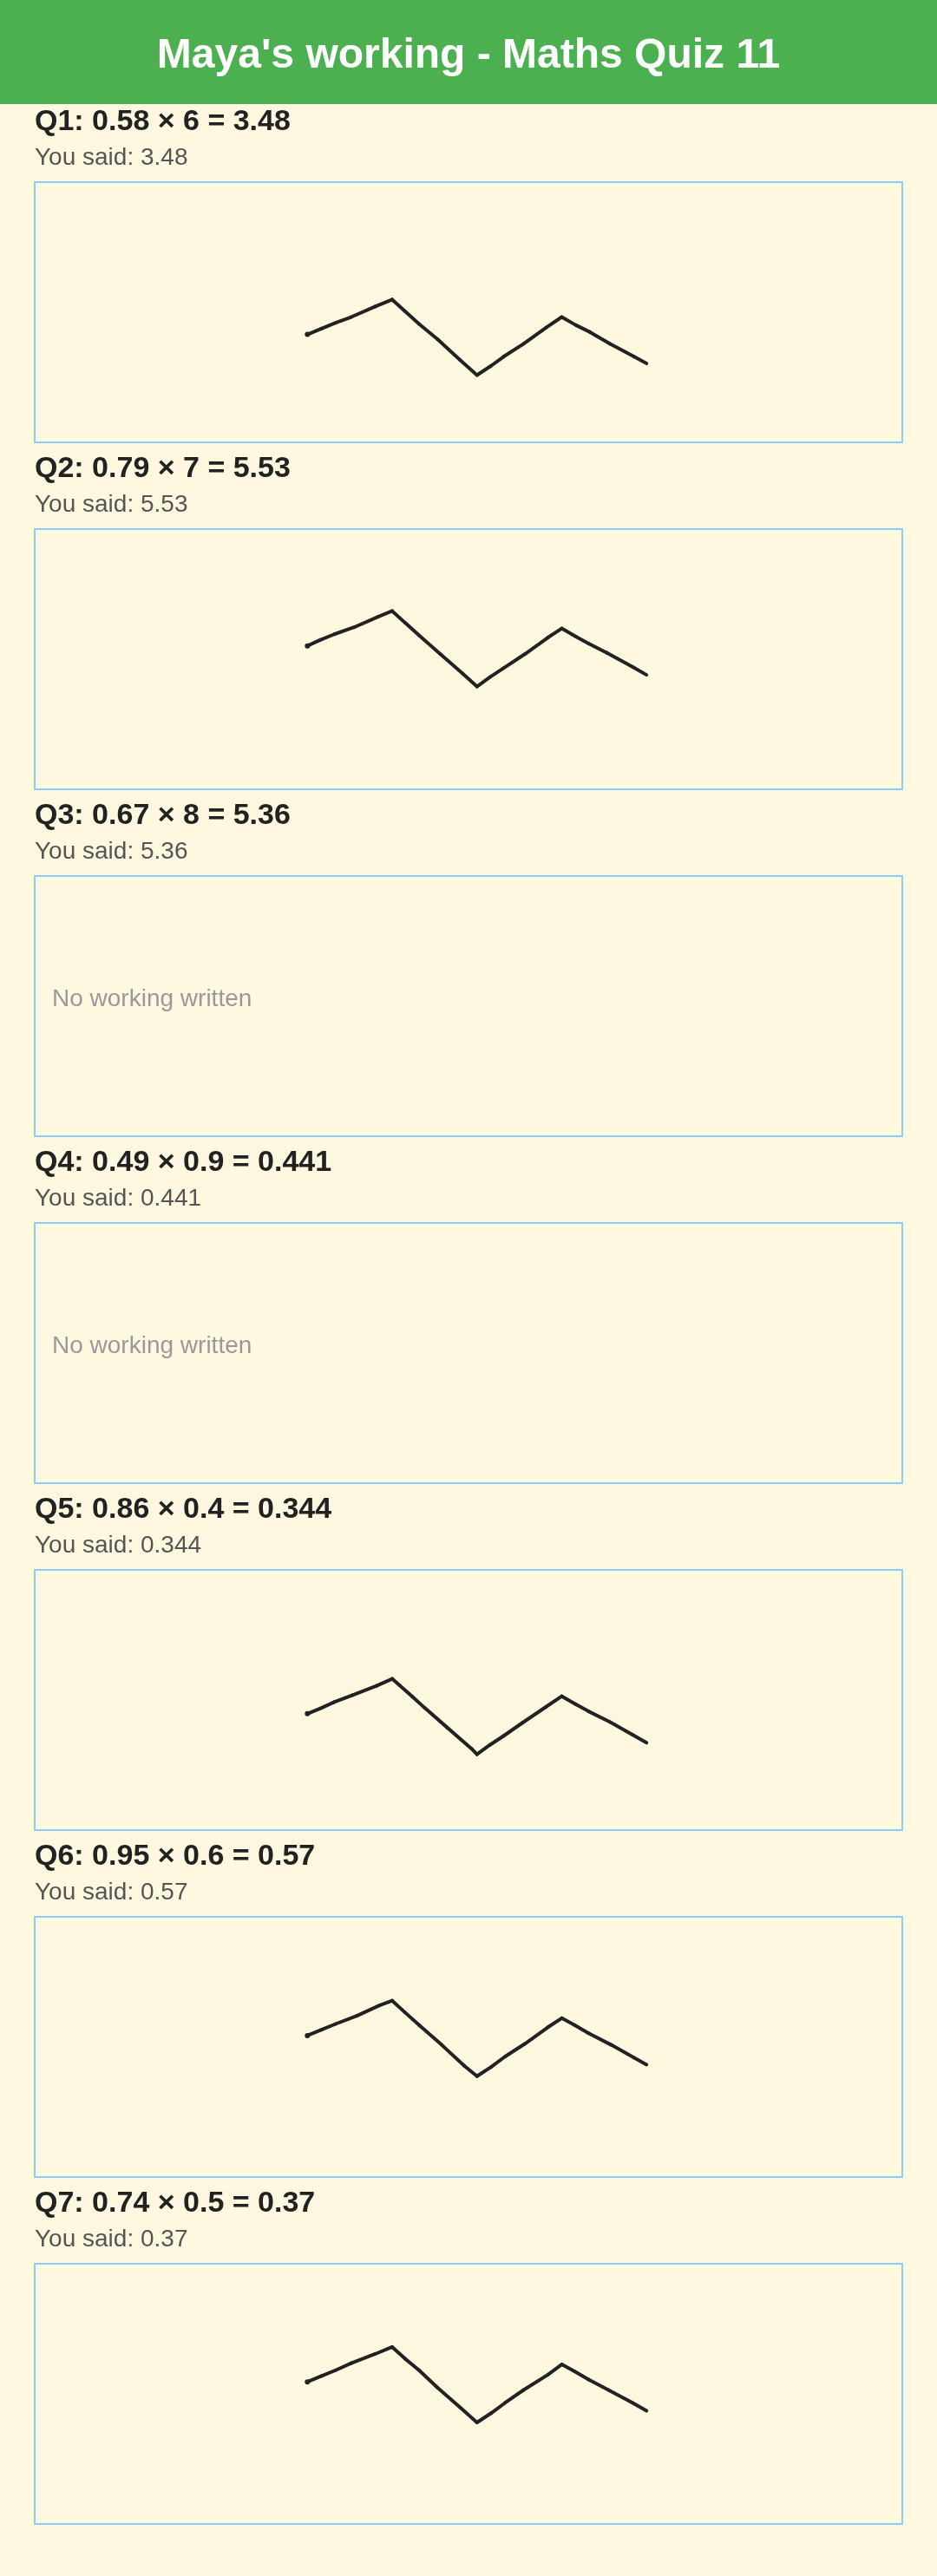 Maya's working - Maths Quiz 11
Q1: 0.58 × 6 = 3.48
You said: 3.48
Q2: 0.79 × 7 = 5.53
You said: 5.53
Q3: 0.67 × 8 = 5.36
You said: 5.36
No working written
Q4: 0.49 × 0.9 = 0.441
You said: 0.441
No working written
Q5: 0.86 × 0.4 = 0.344
You said: 0.344
Q6: 0.95 × 0.6 = 0.57
You said: 0.57
Q7: 0.74 × 0.5 = 0.37
You said: 0.37